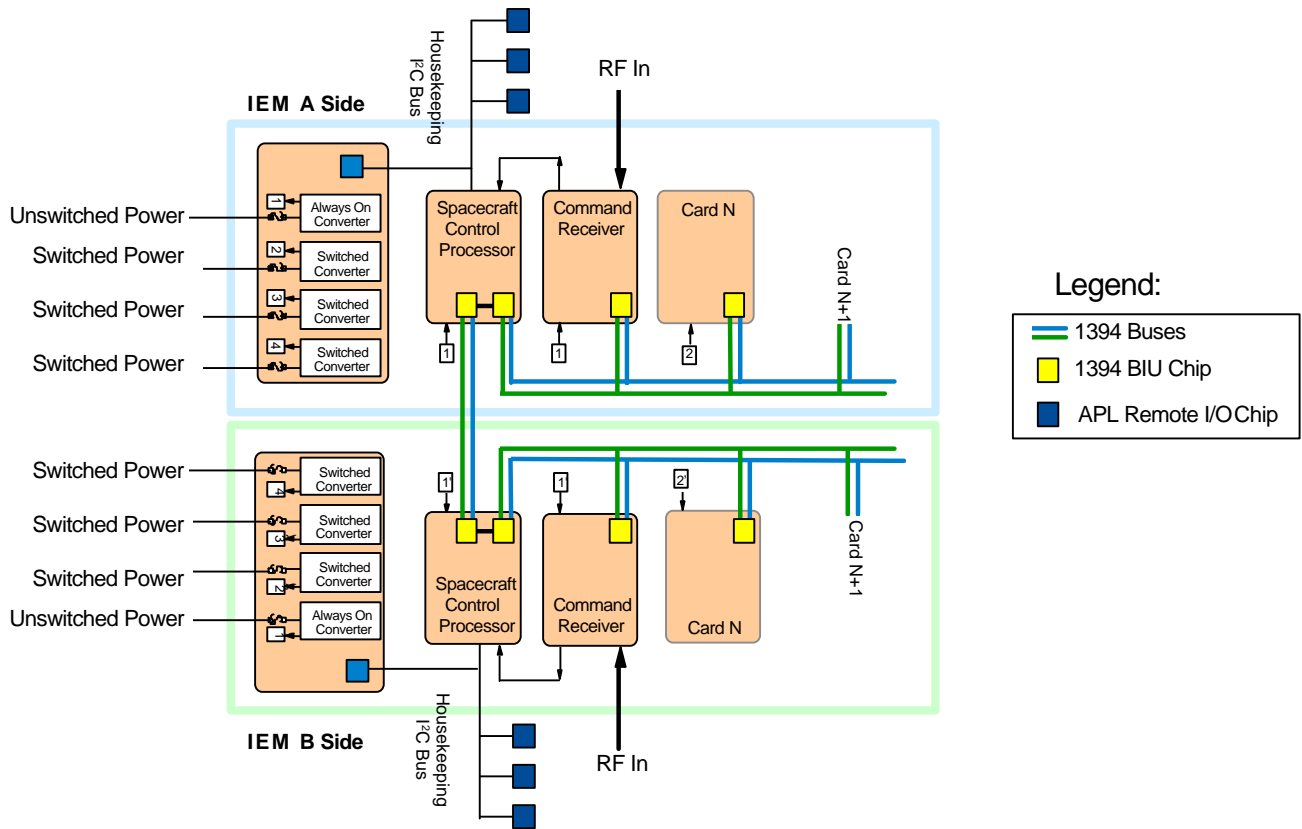 Housekeeping
I²C Bus
RF In
IEM A Side
Unswitched Power
Switched Power
Switched Power
Switched Power
1
Always On
Converter
2
Switched
Converter
3
Switched
Converter
4
Switched
Converter
Spacecraft
Control
Processor
Command
Receiver
Card N
Card N+1
1
1
2
Legend:
1394 Buses
1394 BIU Chip
APL Remote I/O Chip
Switched Power
Switched Power
Switched Power
Unswitched Power
Switched
Converter
4
Switched
Converter
3
Switched
Converter
2
Always On
Converter
1
1'
1'
2'
Spacecraft
Control
Processor
Command
Receiver
Card N
Card N+1
IEM B Side
Housekeeping
I²C Bus
RF In